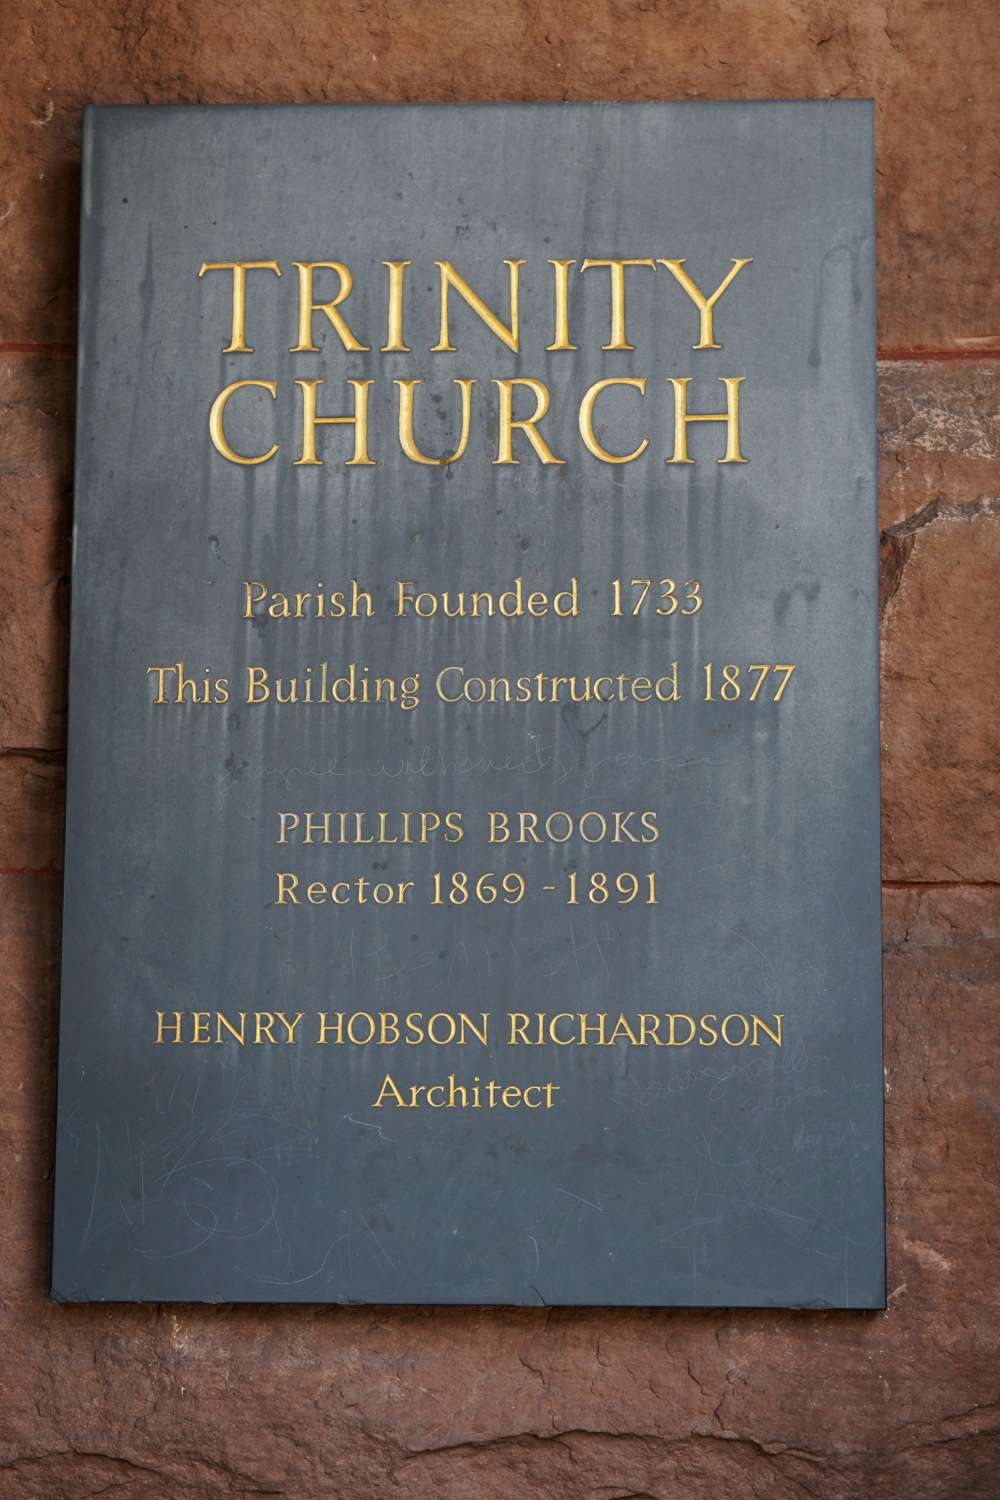 TRINITY
CHURCH
Parish Founded 1733
This Building Constructed 1877
PHILLIPS BROOKS
Rector 1869 - 1891
HENRY HOBSON RICHARDSON
Architect